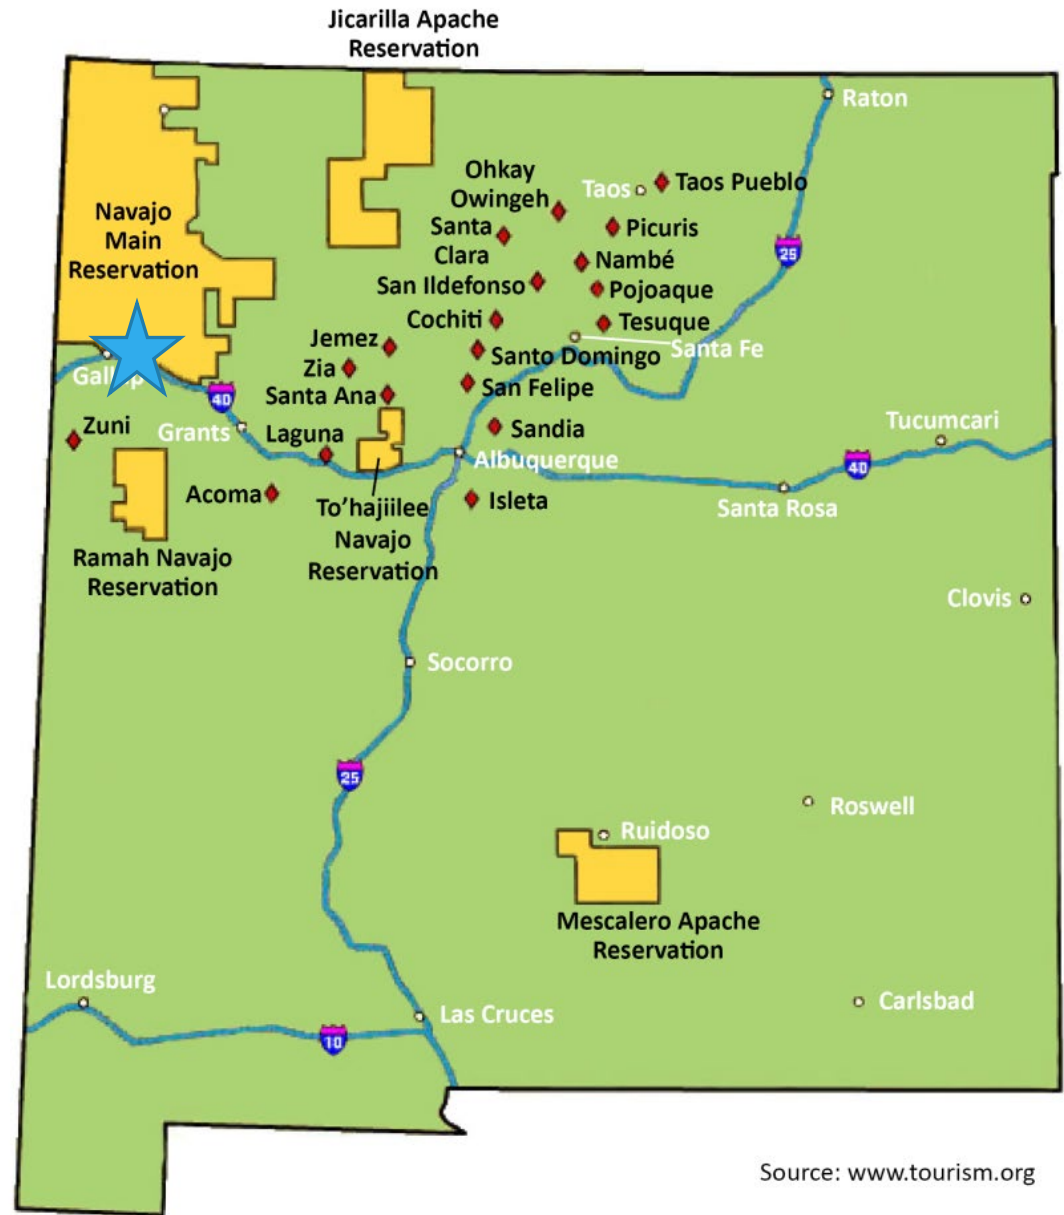 Jicarilla Apache
Reservation
Raton
Ohkay
Owingeh
Taos
Taos Pueblo
Navajo
Main
Reservation
Santa
Clara
Picuris
25
Nambé
San Ildefonso
Pojoaque
Cochiti
Tesuque
Jemez
Santo Domingo
Santa Fe
Zia
Santa Ana
San Felipe
40
Zuni
Grants
Laguna
Sandia
Tucumcari
Albuquerque
40
Acoma
To'hajiilee
Navajo
Reservation
Isleta
Santa Rosa
Ramah Navajo
Reservation
Clovis
Socorro
25
Roswell
Ruidoso
Mescalero Apache
Reservation
Lordsburg
Carlsbad
Las Cruces
10
Source: www.tourism.org